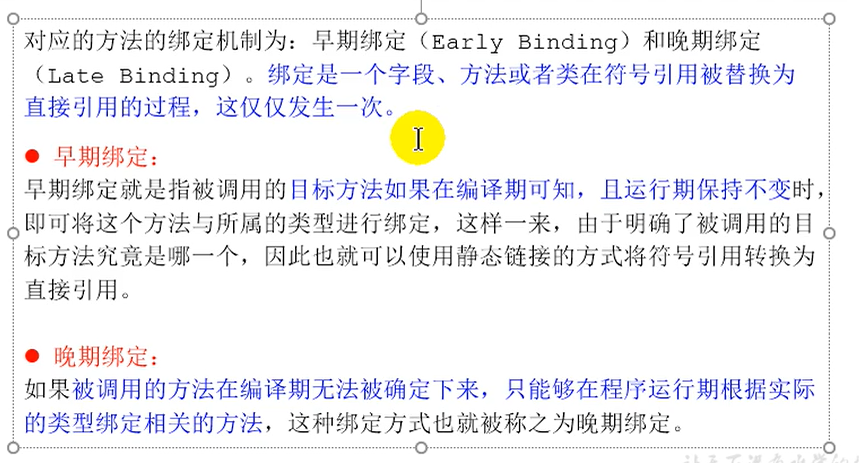 对应的方法的绑定机制为：早期绑定（Early Binding）和晚期绑定
（Late Binding）。绑定是一个字段、方法或者类在符号引用被替换为
直接引用的过程，这仅仅发生一次。
● 早期绑定：
早期绑定就是指被调用的目标方法如果在编译期可知，且运行期保持不变时，
即可将这个方法与所属的类型进行绑定，这样一来，由于明确了被调用的目
标方法究竟是哪一个，因此也就可以使用静态链接的方式将符号引用转换为
直接引用。
● 晚期绑定：
如果被调用的方法在编译期无法被确定下来，只能够在程序运行期根据实际
的类型绑定相关的方法，这种绑定方式也就被称之为晚期绑定。